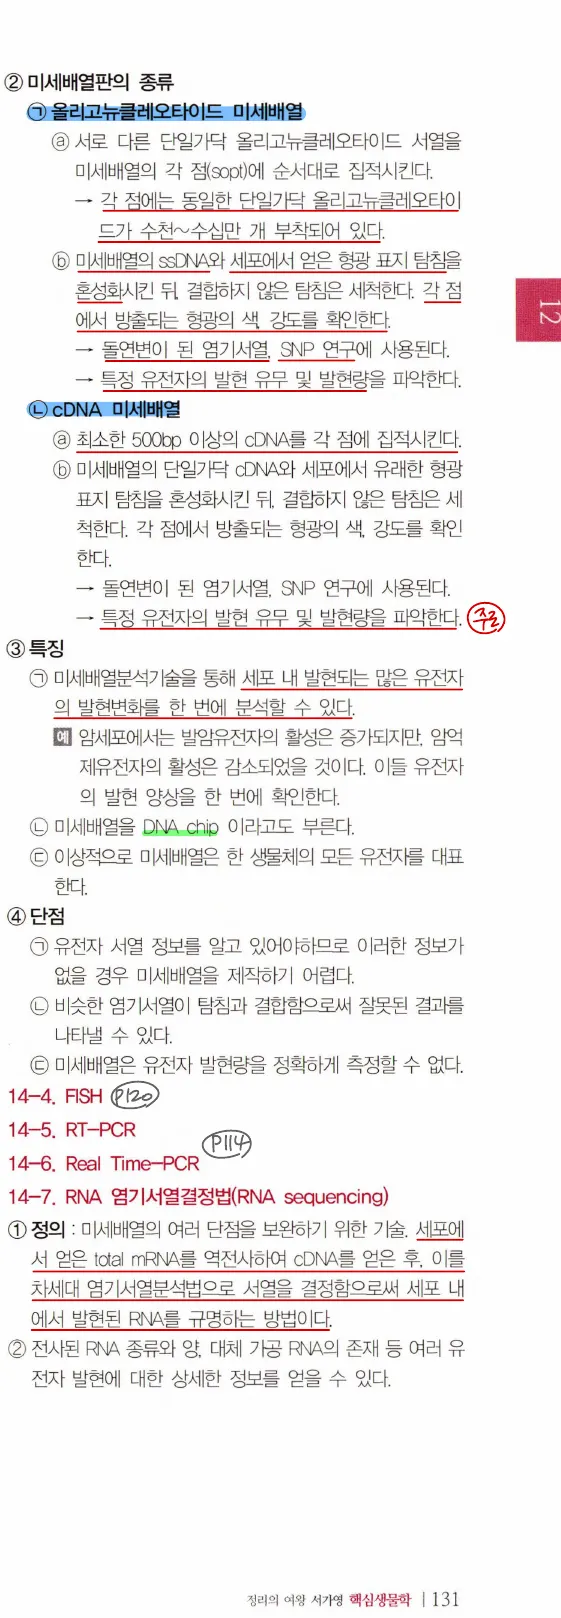 ② 미세배열판의 종류
㉠ 올리고뉴클레오타이드 미세배열
ⓐ 서로 다른 단일가닥 올리고뉴클레오타이드 서열을
미세배열의 각 점(sopt)에 순서대로 집적시킨다.
→ 각 점에는 동일한 단일가닥 올리고뉴클레오타이
드가 수천~수십만 개 부착되어 있다.
ⓑ 미세배열의 ssDNA와 세포에서 얻은 형광 표지 탐침을
혼성화시킨 뒤, 결합하지 않은 탐침은 세척한다. 각 점
에서 방출되는 형광의 색, 강도를 확인한다.
→ 돌연변이 된 염기서열, SNP 연구에 사용된다.
→ 특정 유전자의 발현 유무 및 발현량을 파악한다.
12
㉡ cDNA 미세배열
ⓐ 최소한 500bp 이상의 cDNA를 각 점에 집적시킨다.
ⓑ 미세배열의 단일가닥 cDNA와 세포에서 유래한 형광
표지 탐침을 혼성화시킨 뒤, 결합하지 않은 탐침은 세
척한다. 각 점에서 방출되는 형광의 색, 강도를 확인
한다.
→ 돌연변이 된 염기서열, SNP 연구에 사용된다.
→ 특정 유전자의 발현 유무 및 발현량을 파악한다. 주로
③ 특징
㉠ 미세배열분석기술을 통해 세포 내 발현되는 많은 유전자
의 발현변화를 한 번에 분석할 수 있다.
예 암세포에서는 발암유전자의 활성은 증가되지만, 암억
제유전자의 활성은 감소되었을 것이다. 이들 유전자
의 발현 양상을 한 번에 확인한다.
㉡ 미세배열을 DNA chip 이라고도 부른다.
㉢ 이상적으로 미세배열은 한 생물체의 모든 유전자를 대표
한다.
④ 단점
㉠ 유전자 서열 정보를 알고 있어야하므로 이러한 정보가
없을 경우 미세배열을 제작하기 어렵다.
㉡ 비슷한 염기서열이 탐침과 결합함으로써 잘못된 결과를
나타낼 수 있다.
㉢ 미세배열은 유전자 발현량을 정확하게 측정할 수 없다.
14-4. FISH P120
14-5. RT-PCR
P114
14-6. Real Time-PCR
14-7. RNA 염기서열결정법(RNA sequencing)
① 정의 : 미세배열의 여러 단점을 보완하기 위한 기술. 세포에
서 얻은 total mRNA를 역전사하여 cDNA를 얻은 후, 이를
차세대 염기서열분석법으로 서열을 결정함으로써 세포 내
에서 발현된 RNA를 규명하는 방법이다.
② 전사된 RNA 종류와 양, 대체 가공 RNA의 존재 등 여러 유
전자 발현에 대한 상세한 정보를 얻을 수 있다.
정리의 여왕 서가영 핵심생물학 | 131